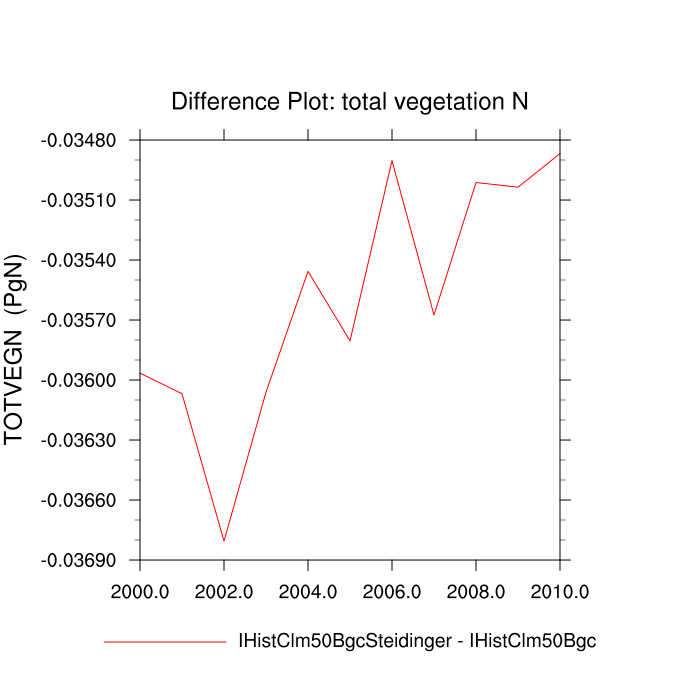 Difference Plot: total vegetation N
TOTVEGN (PgN)
-0.03480
-0.03510
-0.03540
-0.03570
-0.03600
-0.03630
-0.03660
-0.03690
2000.0 2002.0 2004.0 2006.0 2008.0 2010.0
IHistClm50BgcSteidinger - IHistClm50Bgc